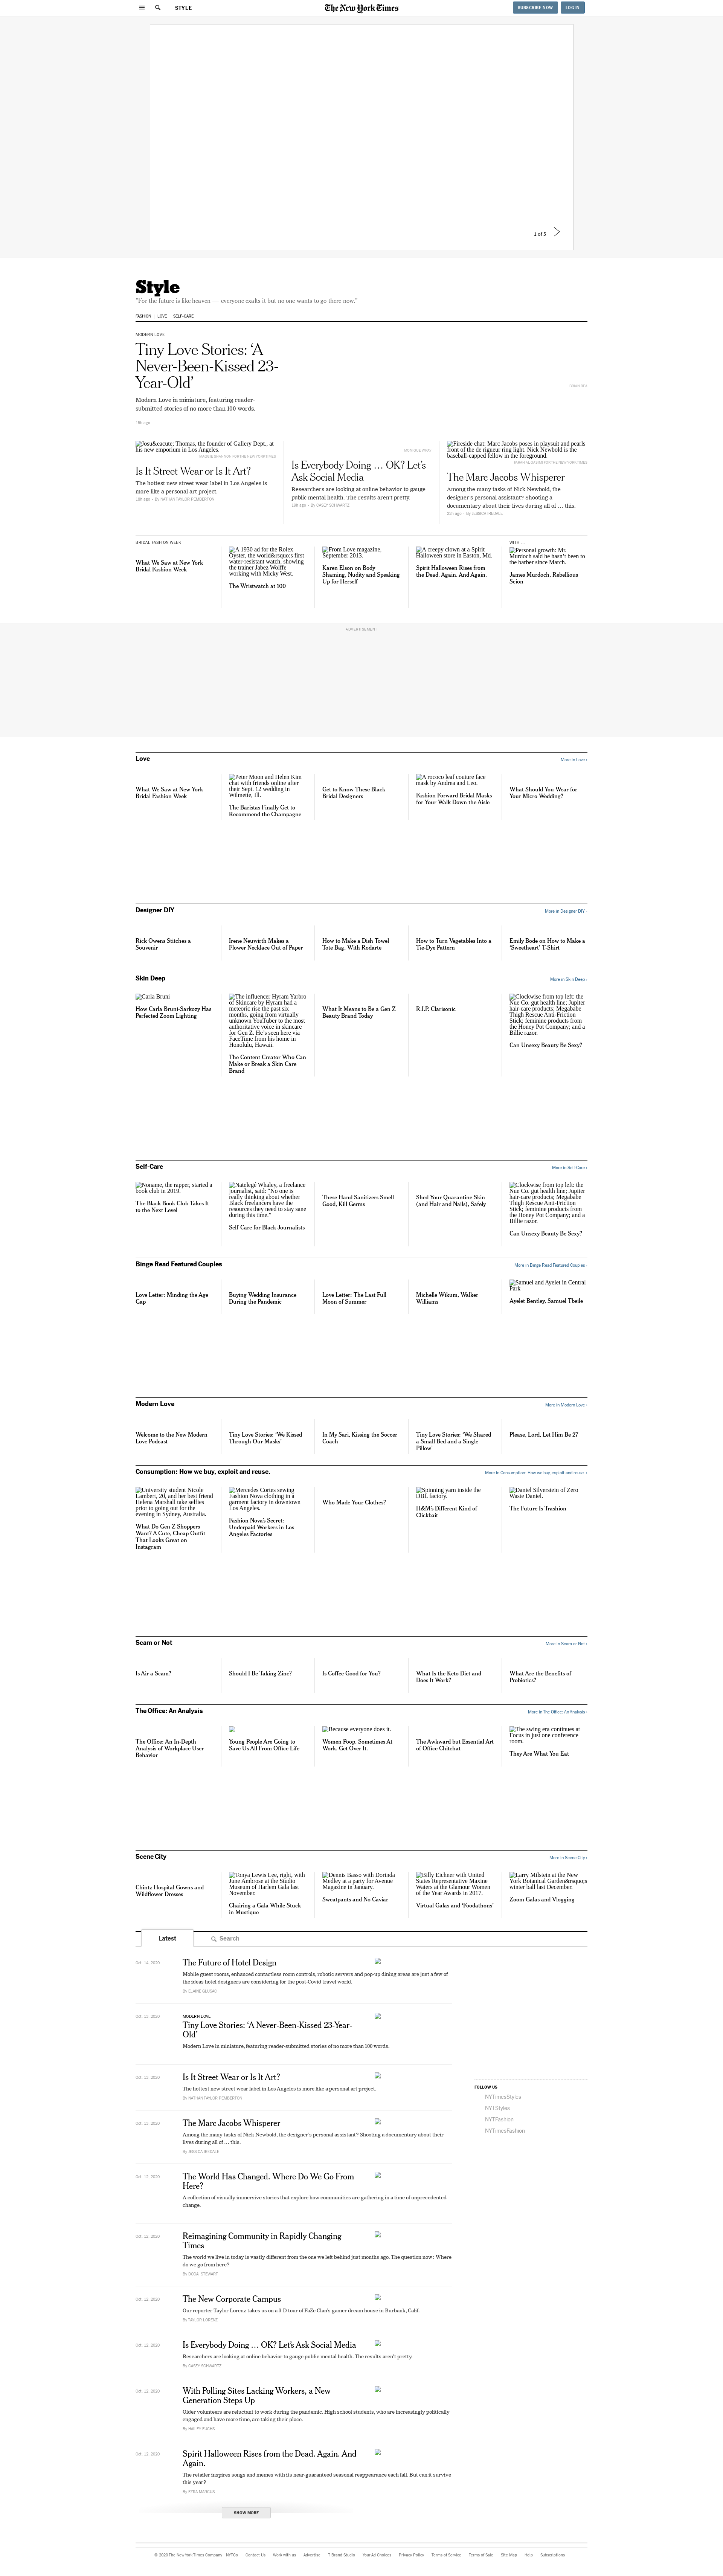 STYLE
The New York Times
SUBSCRIBE NOW
LOG IN
1 of 5
Style
"For the future is like heaven — everyone exalts it but no one wants to go there now."
FASHION
LOVE
SELF-CARE
MODERN LOVE
Tiny Love Stories: ‘A
Never-Been-Kissed 23-
Year-Old’
Modern Love in miniature, featuring reader-
submitted stories of no more than 100 words.
Josu&eacute; Thomas, the founder of Gallery Dept., at his
new emporium in Los Angeles.
Is It Street Wear or Is It Art?
The hottest new street wear label in Los Angeles is
more like a personal art project.
By NATHAN TAYLOR PEMBERTON
Is Everybody Doing … OK? Let’s
Ask Social Media
Researchers are looking at online behavior to gauge
public mental health. The results aren’t pretty.
By CASEY SCHWARTZ
Fireside chat: Marc Jacobs poses in playsuit and pearls
front of the rigueur ring light. Nick Newbold is the
baseball-capped fellow in the foreground.
The Marc Jacobs Whisperer
Among the many tasks of Nick Newbold, the
designer’s personal assistant? Shooting a
documentary about their lives during all of … this.
By JESSICA IREDALE
BRIDAL FASHION WEEK
What We Saw at New York
Bridal Fashion Week
A 1930 ad for the Rolex
Oyster, the world&rsquo;s first
water-resistant watch, showing
the trainer Jabez Wolffe
working with Micky West.
The Wristwatch at 100
From Love magazine,
September.
Karen Elson on Body
Shaming, Nudity and Speaking
Up for Herself
A creepy clown at a Spirit
Halloween store in Easton, Md.
Spirit Halloween Rises from
the Dead. Again. And Again.
WITH ...
Personal growth: Mr.
Murdoch says he hasn’t been to
the barber since March.
James Murdoch, Rebellious
Scion
ADVERTISEMENT
Love
More in Love ›
What We Saw at New York
Bridal Fashion Week
Peter Moon and Helen Kim
chat with friends online after
their Sept. 12 wedding in
Wilmette, Ill.
The Baristas Finally Get to
Recommend the Champagne
Get to Know These Black
Bridal Designers
A rococo leaf couture face
mask by Andrea and Leo.
Fashion Forward Bridal Masks
for Your Walk Down the Aisle
What Should You Wear for
Your Micro Wedding?
Designer DIY
More in Designer DIY ›
Rick Owens Stitches a
Souvenir
Irene Neuwirth Makes a
Flower Necklace Out of Paper
How to Make a Dish Towel
Tote Bag, With Rodarte
How to Turn Vegetables Into a
Tie-Dye Pattern
Emily Bode on How to Make a
‘Sweetheart’ T-Shirt
Skin Deep
More in Skin Deep ›
Carla Bruni
How Carla Bruni-Sarkozy Has
Perfected Zoom Lighting
The influencer Hyram Yarbro
of Skincare by Hyram had a
meteoric rise the past six
months, going from virtually
unknown YouTuber to the most
authoritative voice in skincare
for Gen Z. He’s seen here via
FaceTime from his home in
Honolulu, Hawaii.
The Content Creator Who Can
Make or Break a Skin Care
Brand
What It Means to Be a Gen Z
Beauty Brand Today
R.I.P. Clarisonic
Clockwise from top left: the
Nue Co. gut health line; Jupiter
hair-care products; Megababe
Thigh Rescue Anti-Friction
Stick; feminine products from
the Honey Pot Company; and a
Billie razor.
Can Unsexy Beauty Be Sexy?
Self-Care
More in Self-Care ›
Noname, the rapper, started a
book club in 2019.
The Black Book Club Takes It
to the Next Level
Natelegé Whaley, a freelance
journalist, said: “No one is
really thinking about whether
Black freelancers have the
resources they need to stay sane
during this time.”
Self-Care for Black Journalists
These Hand Sanitizers Smell
Good, Kill Germs
Shed Your Quarantine Skin
(and Hair and Nails), Safely
Clockwise from top left: the
Nue Co. gut health line; Jupiter
hair-care products; Megababe
Thigh Rescue Anti-Friction
Stick; feminine products from
the Honey Pot Company; and a
Billie razor.
Can Unsexy Beauty Be Sexy?
Binge Read Featured Couples
More in Binge Read Featured Couples ›
Love Letter: Minding the Age
Gap
Buying Wedding Insurance
During the Pandemic
Love Letter: The Last Full
Moon of Summer
Michelle Wikum, Walker
Williams
Samuel and Ayelet in Central
Park
Ayelet Bentley, Samuel Tbeile
Modern Love
More in Modern Love ›
Welcome to the New Modern
Love Podcast
Tiny Love Stories: ‘We Kissed
Through Our Masks’
In My Sari, Kissing the Soccer
Coach
Tiny Love Stories: ‘We Shared
a Small Bed and a Single
Pillow’
Please, Lord, Let Him Be 27
Consumption: How we buy, exploit and reuse.
More in Consumption: How we buy, exploit and reuse. ›
University student Nicole
Lambert, 20, and her best friend
Helena Marshall take selfies
prior to going out for the
evening in Sydney, Australia.
What Do Gen Z Shoppers
Want? A Cute, Cheap Outfit
That Looks Great on
Instagram
Mercedes Cortes sewing
Fashion Nova clothing in a
garment factory in downtown
Los Angeles.
Fashion Nova’s Secret:
Underpaid Workers in Los
Angeles Factories
Who Made Your Clothes?
Spinning yarn inside the
DBL factory.
H&M’s Different Kind of
Clickbait
Daniel Silverstein of Zero
Waste Daniel.
The Future Is Trashion
Scam or Not
More in Scam or Not ›
Is Air a Scam?
Should I Be Taking Zinc?
Is Coffee Good for You?
What Is the Keto Diet and
Does It Work?
What Are the Benefits of
Probiotics?
The Office: An Analysis
More in The Office: An Analysis ›
The Office: An In-Depth
Analysis of Workplace User
Behavior
Young People Are Going to
Save Us All From Office Life
Because everyone does it.
Women Poop. Sometimes At
Work. Get Over It.
The Awkward but Essential Art
of Office Chitchat
The swing era continues at
Focus in just one conference
room.
They Are What You Eat
Scene City
More in Scene City ›
Chintz Hospital Gowns and
Wildflower Dresses
Tonya Lewis Lee, right, with
June Ambrose at the Studio
Museum of Harlem Gala last
November.
Chairing a Gala While Stuck
in Mustique
Dennis Basso with Dorinda
Medley at a party for Avenue
Magazine in January.
Sweatpants and No Caviar
Billy Eichner with United
States Representative Maxine
Waters at the Glamour Women
of the Year Awards in 2017.
Virtual Galas and ‘Foodathons’
Larry Milstein at the New
York Botanical Garden&rsquo;s
winter ball last December.
Zoom Galas and Vlogging
Latest
Search
Oct. 14, 2020
The Future of Hotel Design
Mobile guest rooms, enhanced contactless room controls, robotic servers and pop-up dining areas are just a few of
the ideas hotel designers are considering for the post-Covid travel world.
By ELAINE GLUSAC
Oct. 13, 2020
MODERN LOVE
Tiny Love Stories: ‘A Never-Been-Kissed 23-Year-
Old’
Modern Love in miniature, featuring reader-submitted stories of no more than 100 words.
Oct. 13, 2020
Is It Street Wear or Is It Art?
The hottest new street wear label in Los Angeles is more like a personal art project.
By NATHAN TAYLOR PEMBERTON
The Marc Jacobs Whisperer
Among the many tasks of Nick Newbold, the designer’s personal assistant? Shooting a documentary about their
lives during all of … this.
By JESSICA IREDALE
The World Has Changed. Where Do We Go From
Here?
A collection of visually immersive stories that explore how communities are gathering in a time of unprecedented
change.
Oct. 12, 2020
Reimagining Community in Rapidly Changing
Times
The world we live in today is vastly different from the one we left behind just months ago. The question now: Where
do we go from here?
By DODAI STEWART
Oct. 12, 2020
The New Corporate Campus
Our reporter Taylor Lorenz takes us on a 3-D tour of FaZe Clan’s gamer dream house in Burbank, Calif.
By TAYLOR LORENZ
Oct. 12, 2020
Is Everybody Doing … OK? Let’s Ask Social Media
Researchers are looking at online behavior to gauge public mental health. The results aren’t pretty.
By CASEY SCHWARTZ
Oct. 12, 2020
With Polling Sites Lacking Workers, a New
Generation Steps Up
Older volunteers are reluctant to work during the pandemic. High school students, who are increasingly politically
engaged and have more time, are taking their place.
By HAILEY FUCHS
Oct. 12, 2020
Spirit Halloween Rises from the Dead. Again. And
Again.
The retailer inspires songs and memes with its near-guaranteed seasonal reappearance each fall. But can it survive
this year?
By EZRA MARCUS
SHOW MORE
FOLLOW US
NYTimesStyles
NYTStyles
NYTFashion
NYTimesFashion
© 2020 The New York Times Company
NYTCo
Contact Us
Work with us
Advertise
T Brand Studio
Your Ad Choices
Privacy Policy
Terms of Service
Terms of Sale
Site Map
Help
Subscriptions